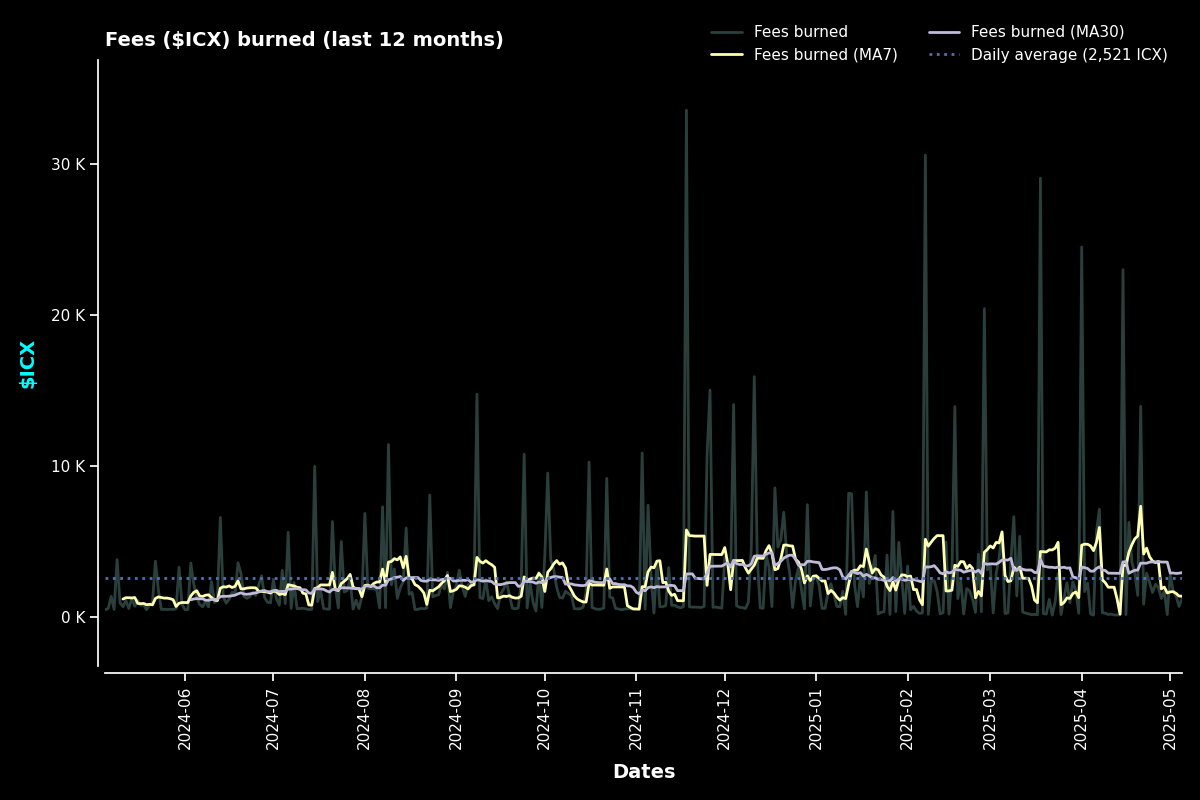 Fees ($ICX) burned (last 12 months)
Fees burned
Fees burned (MA7)
Fees burned (MA30)
Daily average (2,521 ICX)
$ICX
30 K
20 K
10 K
0 K
2024-06
2024-07
2024-08
2024-09
2024-10
2024-11
2024-12
2025-01
2025-02
2025-03
2025-04
2025-05
Dates